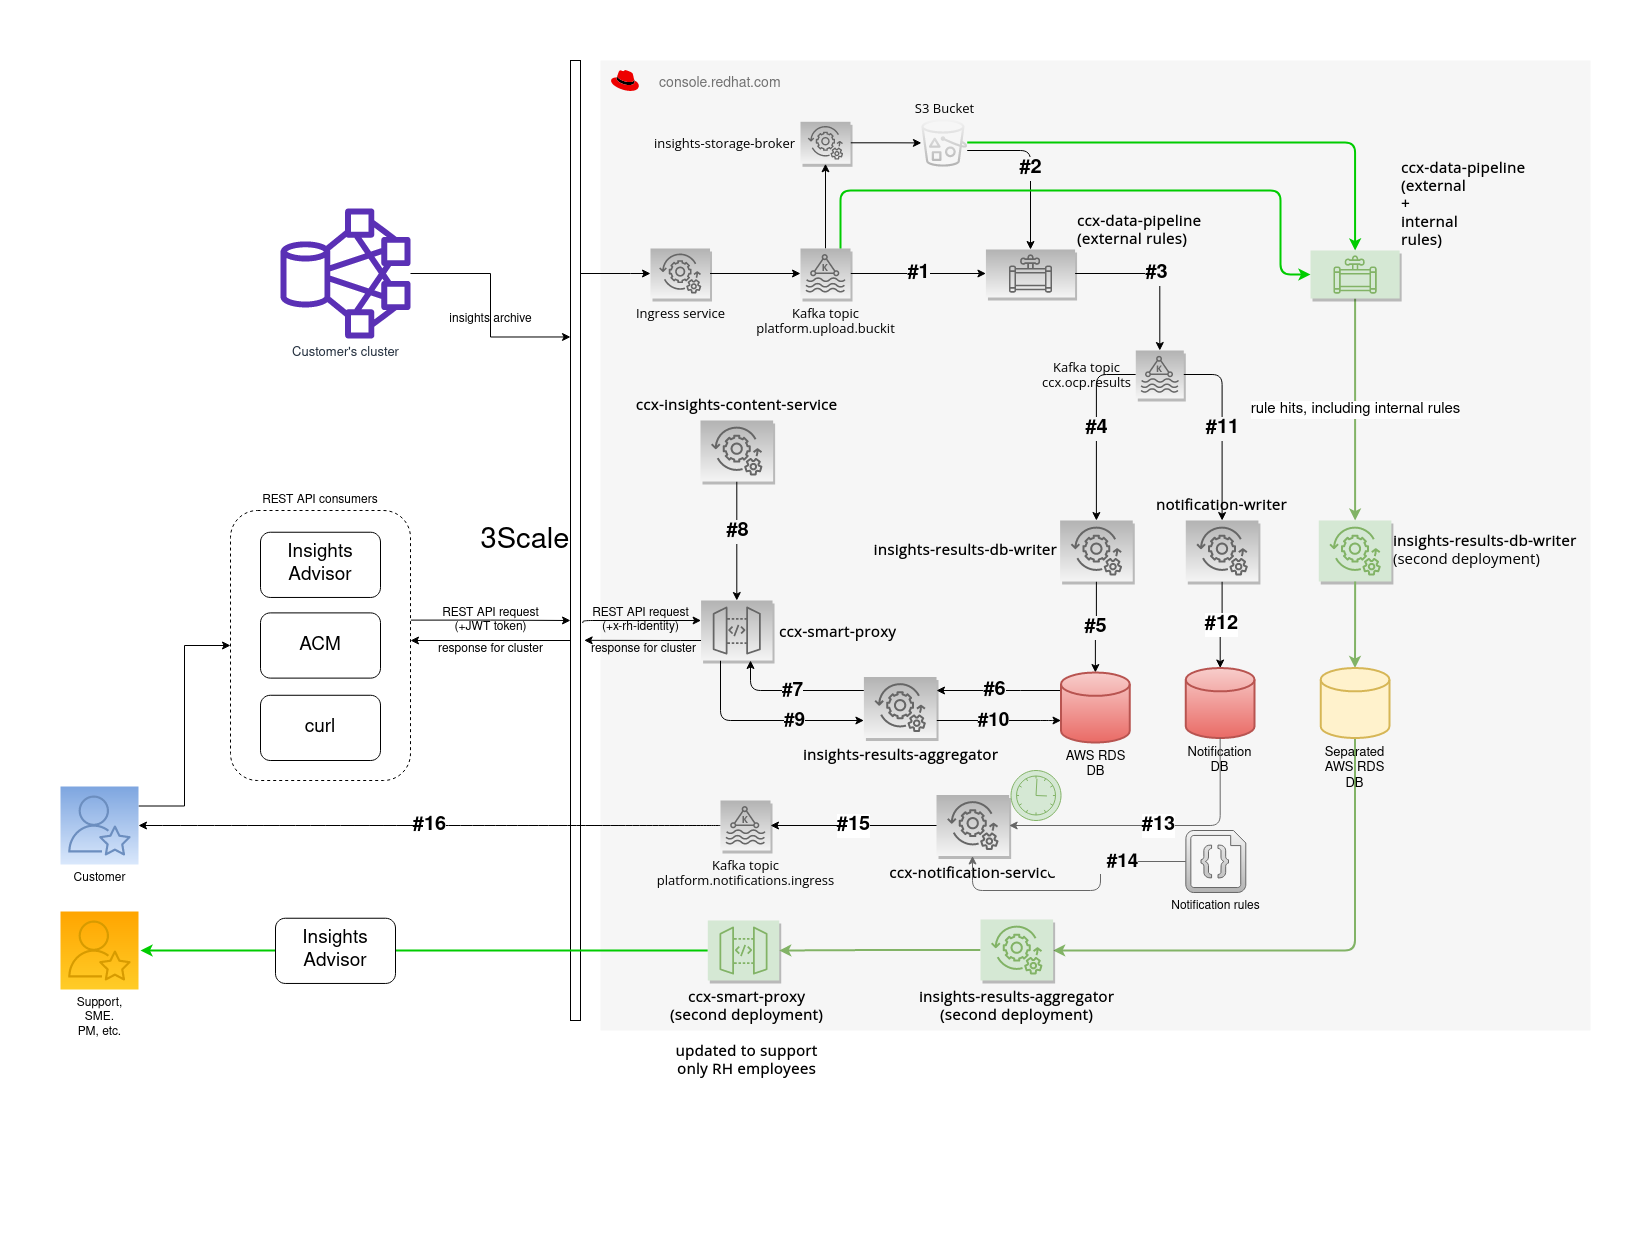 console.redhat.com
S3 Bucket
insights-storage-broker
#2
ccx-data-pipeline
(external
+
internal
rules)
ccx-data-pipeline
(external rules)
#1
#3
Ingress service
Kafka topic
platform.upload.buckit
insights archive
Customer's cluster
Kafka topic
ccx.ocp.results
ccx-insights-content-service
rule hits, including internal rules
#4
#11
REST API consumers
notification-writer
Insights
Advisor
3Scale
#8
insights-results-db-writer
insights-results-db-writer
(second deployment)
REST API request
(+JWT token)
response for cluster
REST API request
(+x-rh-identity)
response for cluster
ccx-smart-proxy
#5
#12
ACM
#7
#6
#9
#10
curl
insights-results-aggregator
AWS RDS
DB
Notification
DB
Separated
AWS RDS
DB
#16
#15
#13
#14
Customer
Kafka topic
platform.notifications.ingress
ccx-notification-service
Notification rules
Insights
Advisor
Support,
SME.
PM, etc.
ccx-smart-proxy
(second deployment)
insights-results-aggregator
(second deployment)
updated to support
only RH employees